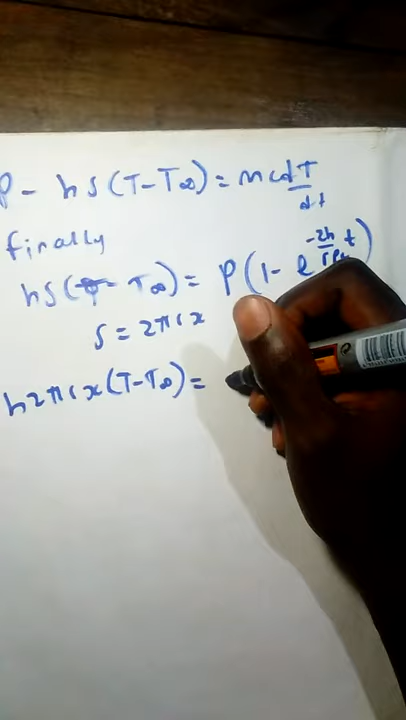 P - hS(T-T∞) = mc dT/dt
finally
hS(T - T∞) = P(1 - e^(-2h/rρc t))
S = 2πrx
h2πrx(T-T∞) =